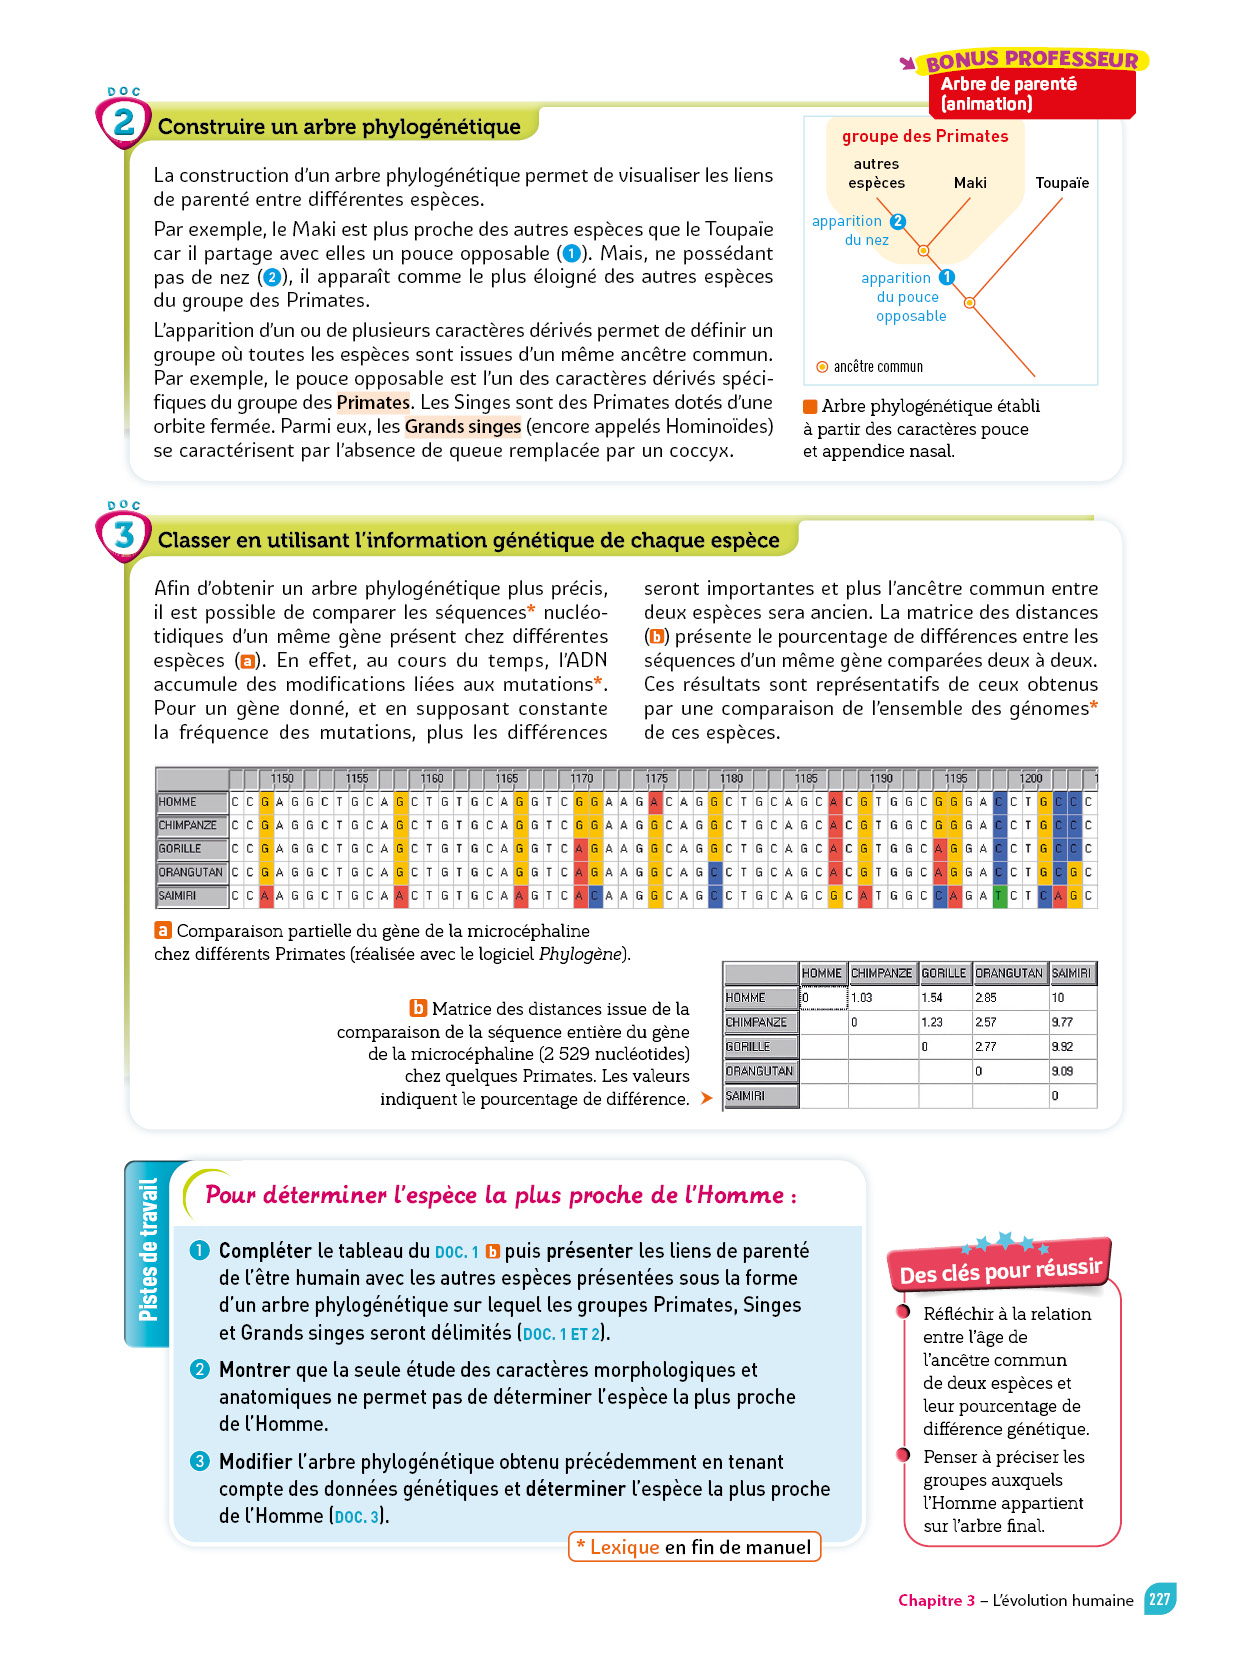 BONUS PROFESSEUR
Arbre de parenté
(animation)
DOC
2
Construire un arbre phylogénétique
La construction d’un arbre phylogénétique permet de visualiser les liens
de parenté entre différentes espèces.
Par exemple, le Maki est plus proche des autres espèces que le Toupaïe
car il partage avec elles un pouce opposable (1). Mais, ne possédant
pas de nez (2), il apparaît comme le plus éloigné des autres espèces
du groupe des Primates.
L’apparition d’un ou de plusieurs caractères dérivés permet de définir un
groupe où toutes les espèces sont issues d’un même ancêtre commun.
Par exemple, le pouce opposable est l’un des caractères dérivés spéci-
fiques du groupe des Primates. Les Singes sont des Primates dotés d’une
orbite fermée. Parmi eux, les Grands singes (encore appelés Hominoïdes)
se caractérisent par l’absence de queue remplacée par un coccyx.
groupe des Primates
autres
espèces Maki Toupaïe
apparition 2
du nez
apparition 1
du pouce
opposable
ancêtre commun
Arbre phylogénétique établi
à partir des caractères pouce
et appendice nasal.
DOC
3
Classer en utilisant l’information génétique de chaque espèce
Afin d’obtenir un arbre phylogénétique plus précis,
il est possible de comparer les séquences* nucléo-
tidiques d’un même gène présent chez différentes
espèces (a). En effet, au cours du temps, l’ADN
accumule des modifications liées aux mutations*.
Pour un gène donné, et en supposant constante
la fréquence des mutations, plus les différences
seront importantes et plus l’ancêtre commun entre
deux espèces sera ancien. La matrice des distances
(b) présente le pourcentage de différences entre les
séquences d’un même gène comparées deux à deux.
Ces résultats sont représentatifs de ceux obtenus
par une comparaison de l’ensemble des génomes*
de ces espèces.
1150 1155 1160 1165 1170 1175 1180 1185 1190 1195 1200 1
HOMME C C G A G G C T G C A G C T G T G C A G G T C G G A A G A C A G G C T G C A G C A C G T G G C G G G A C C T G C C C
CHIMPANZE C C G A G G C T G C A G C T G T G C A G G T C G G A A G G C A G G C T G C A G C A C G T G G C G G G A C C T G C C C
GORILLE C C G A G G C T G C A G C T G T G C A G G T C A G A A G G C A G G C T G C A G C A C G T G G C A G G A C C T G C C C
ORANGUTAN C C G A G G C T G C A G C T G T G C A G G T C A G A A G G C A G C C T G C A G C A C G T G G C A G G A C C T G C G C
SAIMIRI C C A A G G C T G C A A C T G T G C A A G T C A C A A G G C A G C C T G C A G C G C A T G G C C A G A T C T C A G C
a Comparaison partielle du gène de la microcéphaline
chez différents Primates (réalisée avec le logiciel Phylogène).
b Matrice des distances issue de la
comparaison de la séquence entière du gène
de la microcéphaline (2 529 nucléotides)
chez quelques Primates. Les valeurs
indiquent le pourcentage de différence.
HOMME CHIMPANZE GORILLE ORANGUTAN SAIMIRI
HOMME 0 1.03 1.54 2.85 10
CHIMPANZE 0 1.23 2.57 9.77
GORILLE 0 2.77 9.92
ORANGUTAN 0 9.09
SAIMIRI 0
Pistes de travail
Pour déterminer l’espèce la plus proche de l’Homme :
1 Compléter le tableau du DOC. 1 b puis présenter les liens de parenté
de l’être humain avec les autres espèces présentées sous la forme
d’un arbre phylogénétique sur lequel les groupes Primates, Singes
et Grands singes seront délimités (DOC. 1 ET 2).
2 Montrer que la seule étude des caractères morphologiques et
anatomiques ne permet pas de déterminer l’espèce la plus proche
de l’Homme.
3 Modifier l’arbre phylogénétique obtenu précédemment en tenant
compte des données génétiques et déterminer l’espèce la plus proche
de l’Homme (DOC. 3).
* Lexique en fin de manuel
Des clés pour réussir
Réfléchir à la relation
entre l’âge de
l’ancêtre commun
de deux espèces et
leur pourcentage de
différence génétique.
Penser à préciser les
groupes auxquels
l’Homme appartient
sur l’arbre final.
Chapitre 3 – L’évolution humaine 227